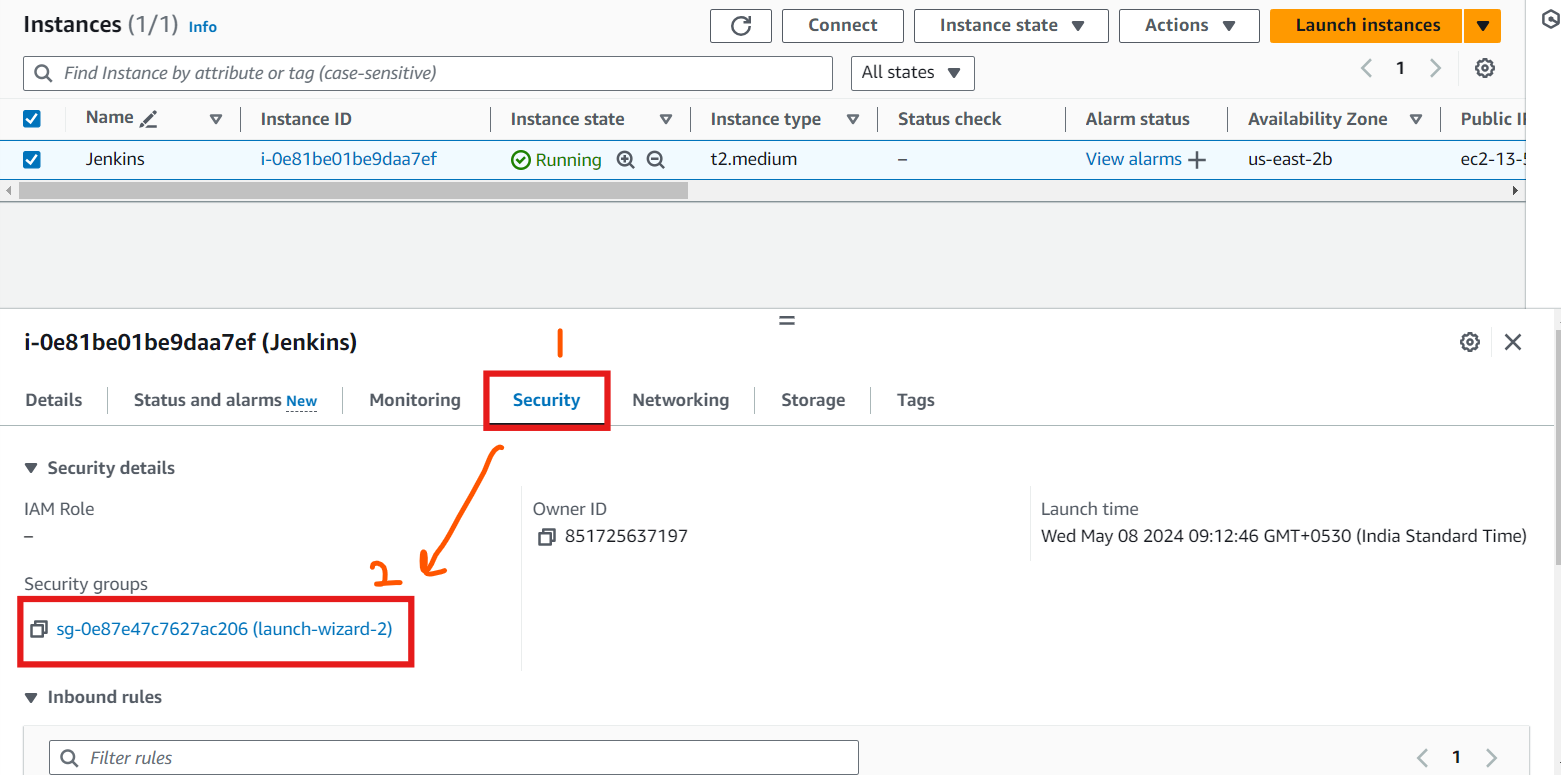 Instances (1/1) Info
Connect
Instance state
Actions
Launch instances
Find Instance by attribute or tag (case-sensitive)
All states
1
Name Instance ID Instance state Instance type Status check Alarm status Availability Zone Public
Jenkins i-0e81be01be9daa7ef Running t2.medium – View alarms us-east-2b ec2-13-
i-0e81be01be9daa7ef (Jenkins)
1
Details Status and alarms New Monitoring Security Networking Storage Tags
Security details
IAM Role Owner ID Launch time
– 851725637197 Wed May 08 2024 09:12:46 GMT+0530 (India Standard Time)
2
Security groups
sg-0e87e47c7627ac206 (launch-wizard-2)
Inbound rules
Filter rules
1